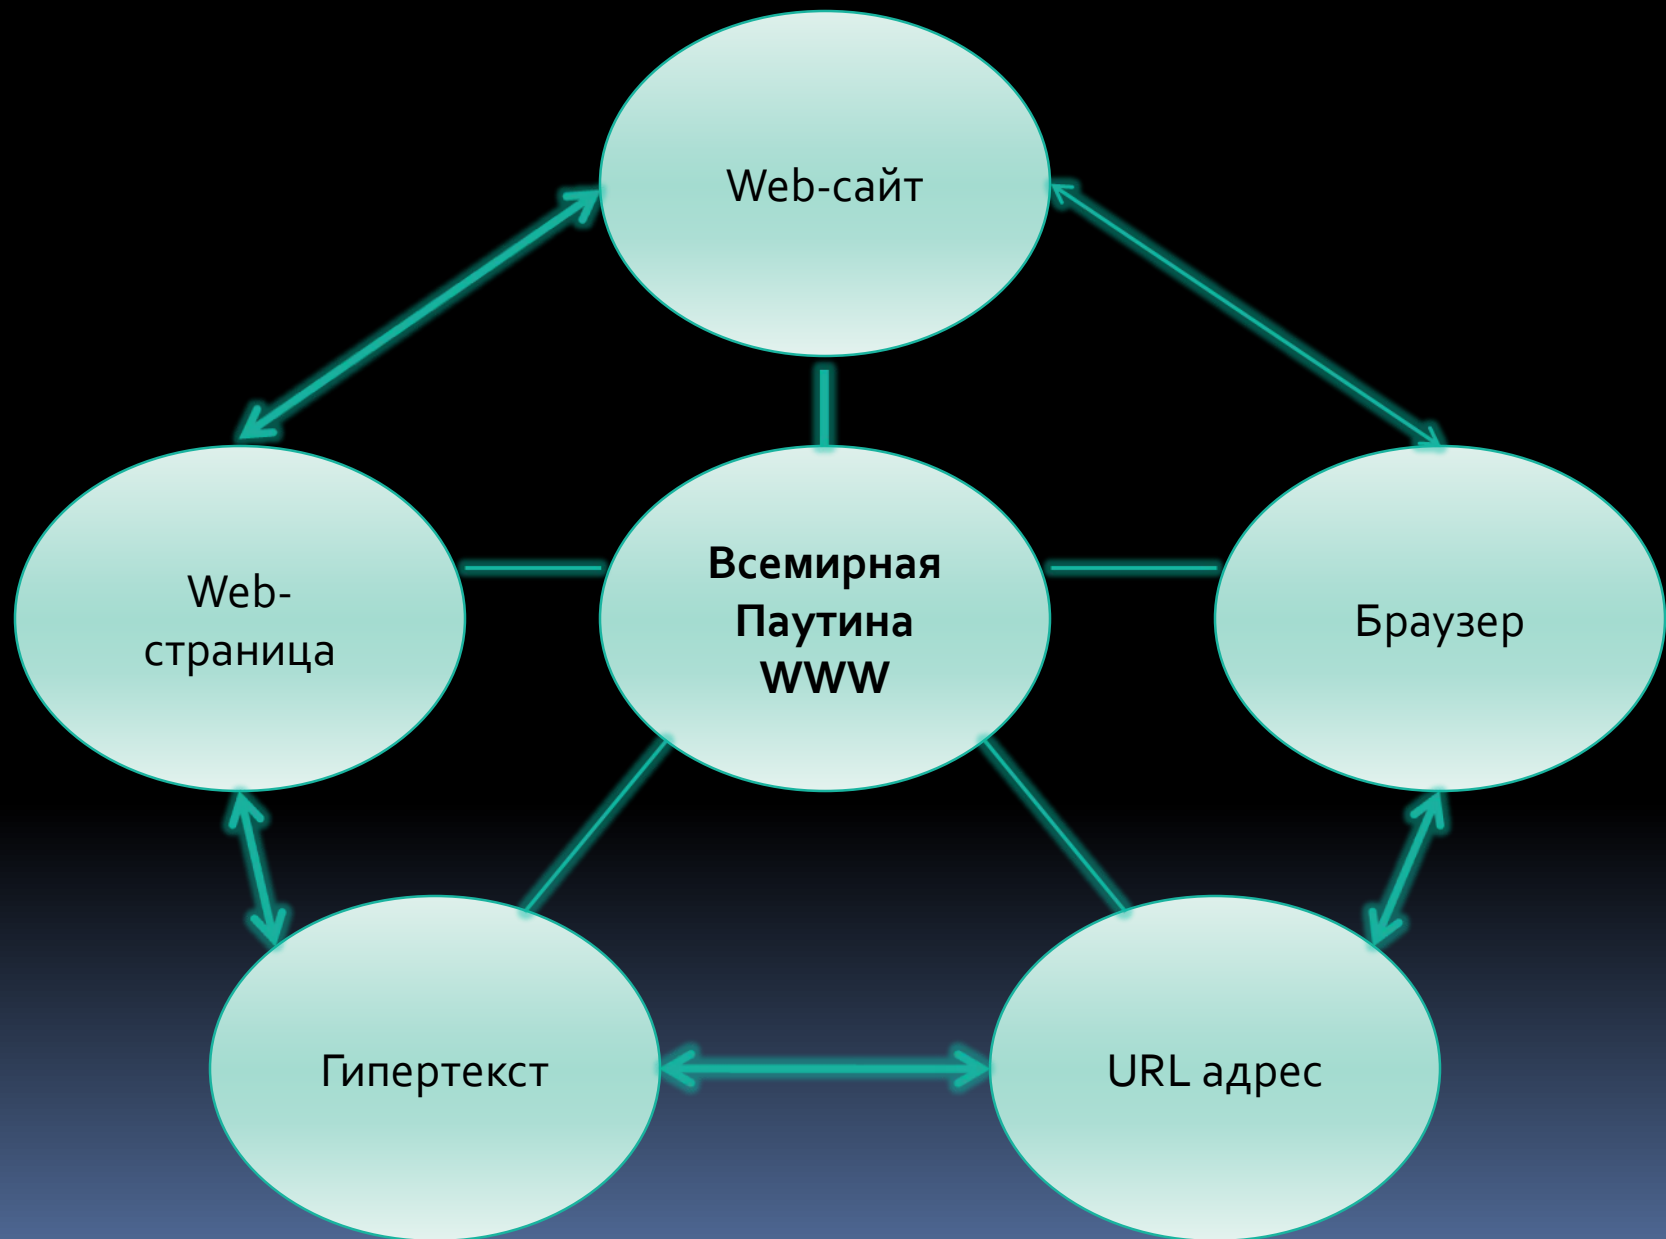 Web-сайт
Web-
страница
Всемирная
Паутина
WWW
Браузер
Гипертекст
URL адрес